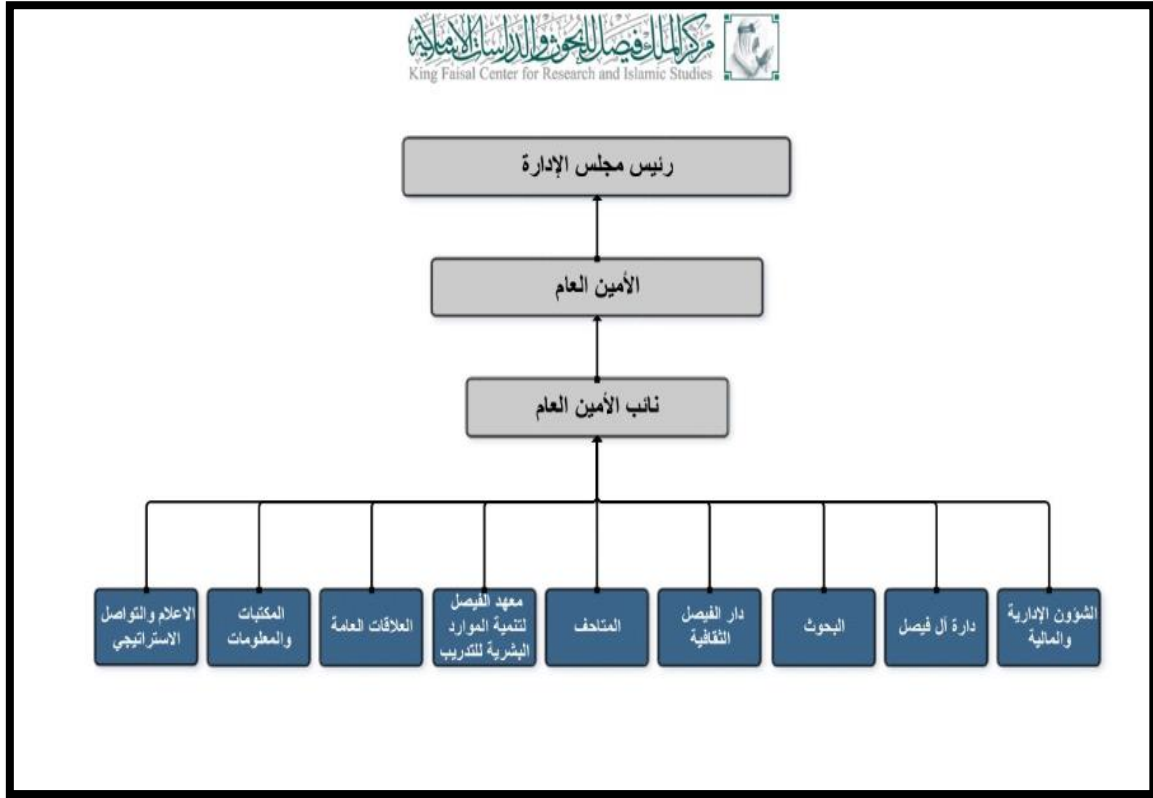 مركز الملك فيصل للبحوث والدراسات الإسلامية
King Faisal Center for Research and Islamic Studies
رئيس مجلس الإدارة
الأمين العام
نائب الأمين العام
الشؤون الإدارية
والمالية
دارة آل فيصل
البحوث
دار الفيصل
الثقافية
المتاحف
معهد الفيصل
لتنمية الموارد
البشرية للتدريب
العلاقات العامة
المكتبات
والمعلومات
الاعلام والتواصل
الاستراتيجي